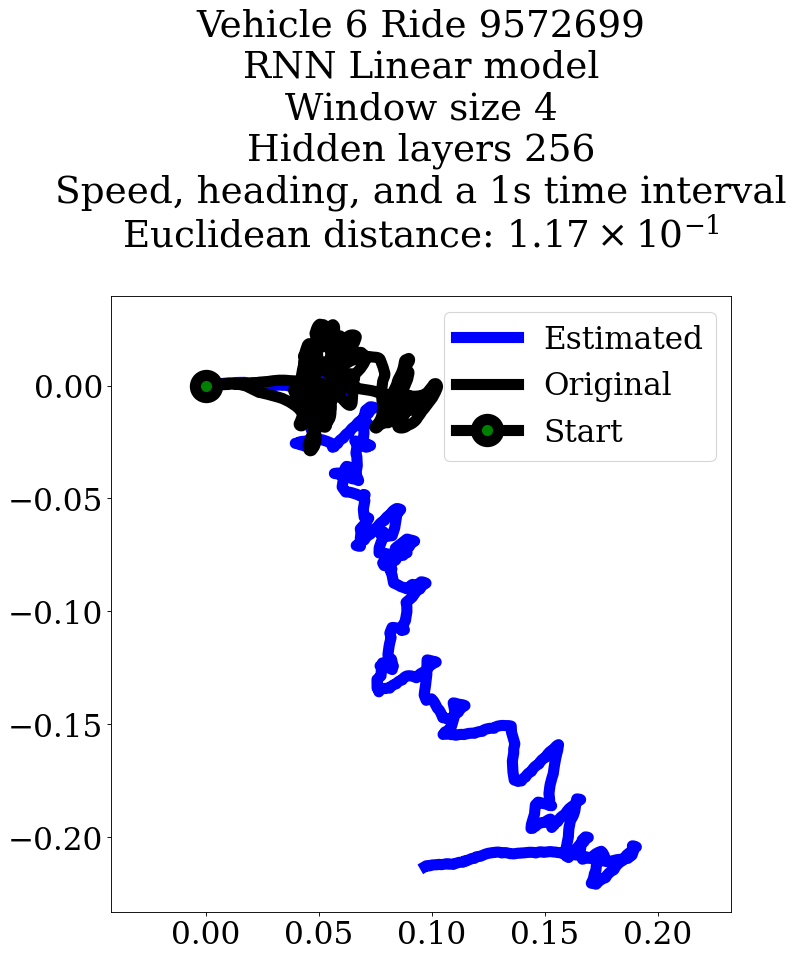 Vehicle 6 Ride 9572699
RNN Linear model
Window size 4
Hidden layers 256
Speed, heading, and a 1s time interval
Euclidean distance: 1.17 × 10⁻¹
Estimated
Original
Start
0.00
−0.05
−0.10
−0.15
−0.20
0.00 0.05 0.10 0.15 0.20